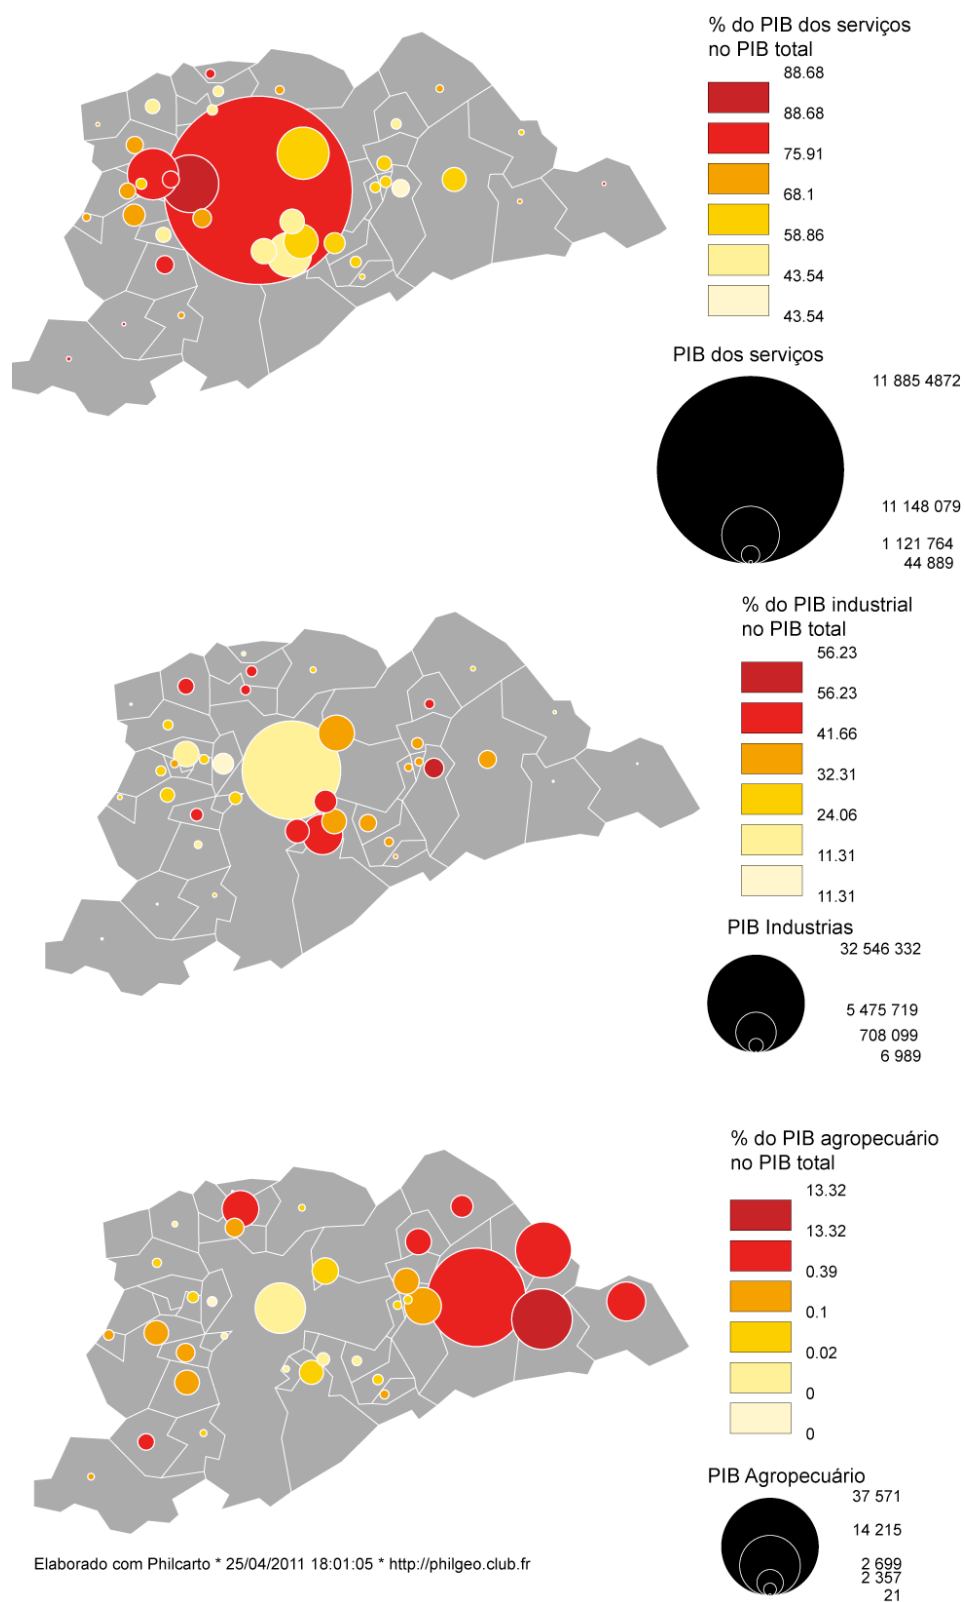 % do PIB dos serviços
no PIB total
88.68
88.68
75.91
68.1
58.86
43.54
43.54
PIB dos serviços
11 885 4872
11 148 079
1 121 764
44 889
% do PIB industrial
no PIB total
56.23
56.23
41.66
32.31
24.06
11.31
11.31
PIB Industrias
32 546 332
5 475 719
708 099
6 989
% do PIB agropecuário
no PIB total
13.32
13.32
0.39
0.1
0.02
0
0
PIB Agropecuário
37 571
14 215
2 699
2 357
21
Elaborado com Philcarto * 25/04/2011 18:01:05 * http://philgeo.club.fr